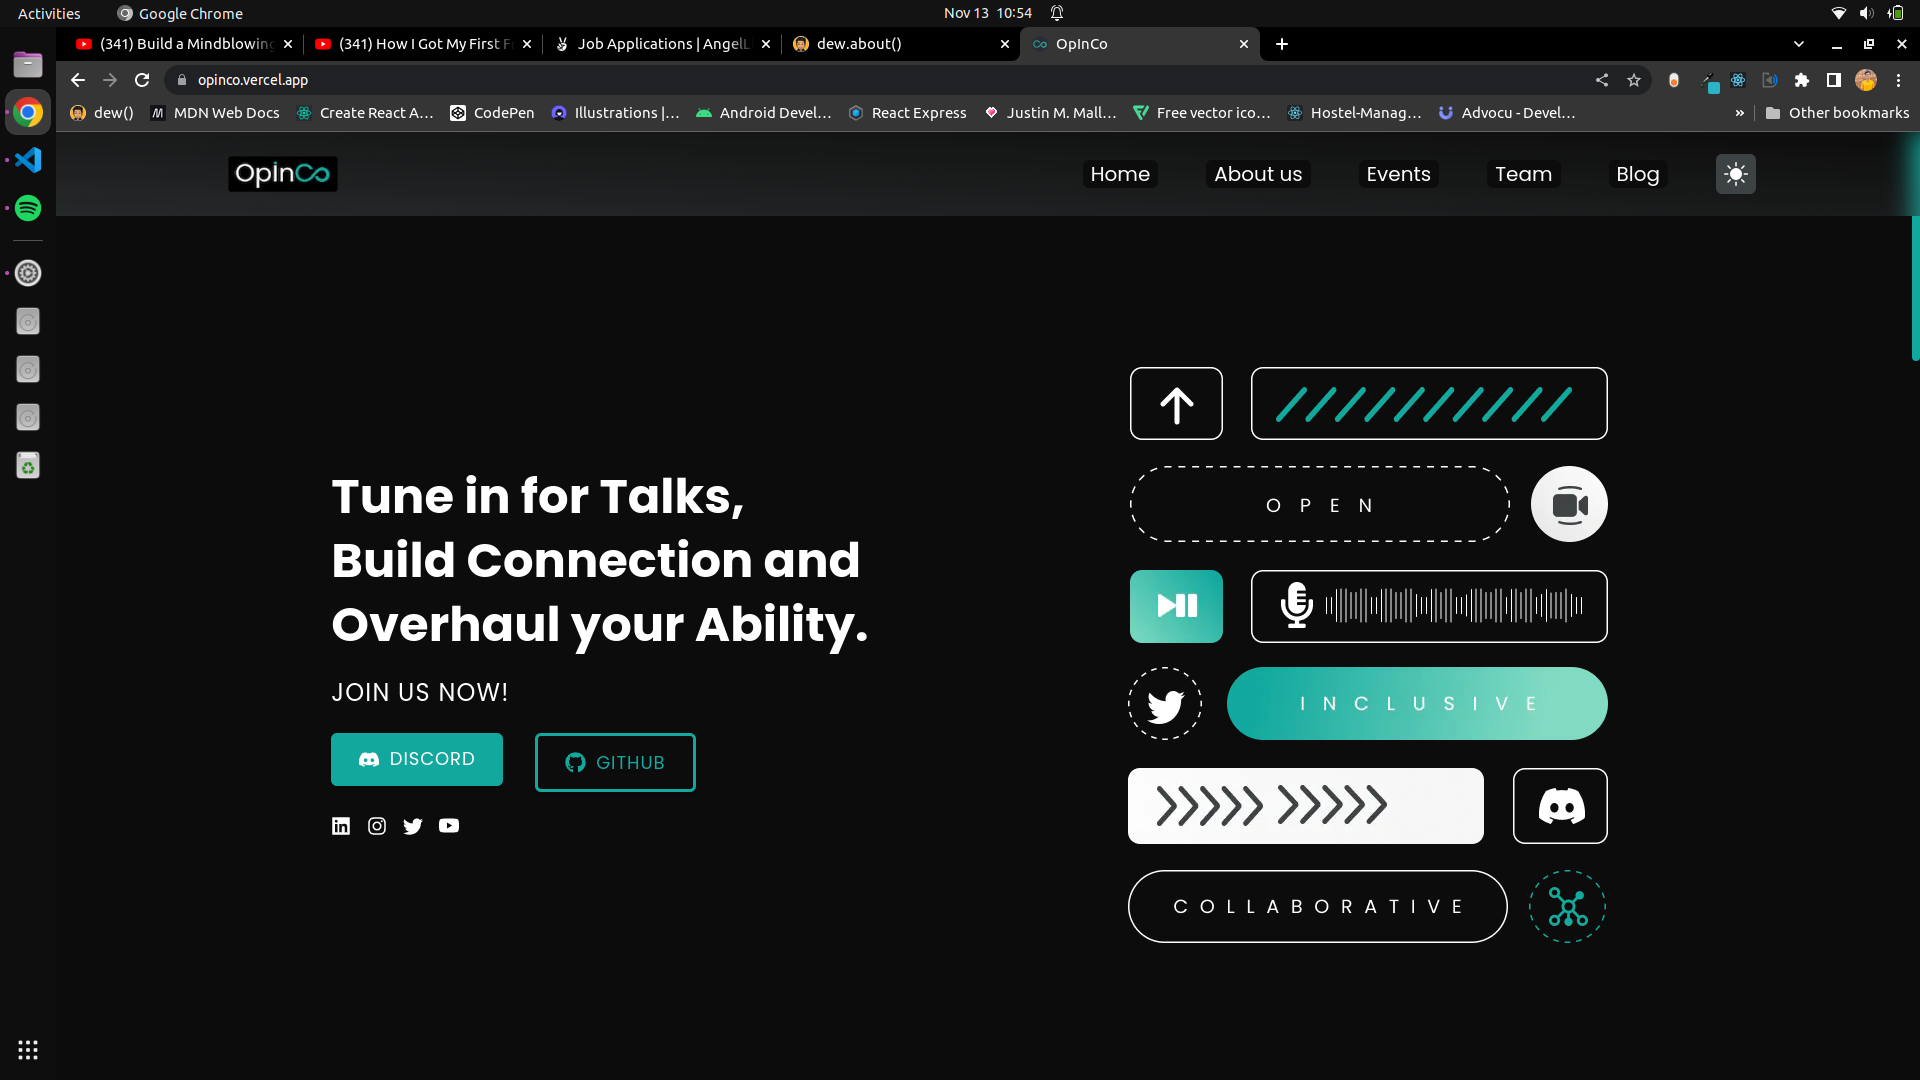 Activities
Google Chrome
Nov 13 10:54
(341) Build a Mindblowing
(341) How I Got My First F
Job Applications | AngelL
dew.about()
OpInCo
opinco.vercel.app
dew()
MDN Web Docs
Create React A...
CodePen
Illustrations |...
Android Devel...
React Express
Justin M. Mall...
Free vector ico...
Hostel-Manag...
Advocu - Devel...
»
Other bookmarks
OpinCo
Home
About us
Events
Team
Blog
Tune in for Talks,
Build Connection and
Overhaul your Ability.
JOIN US NOW!
DISCORD
GITHUB
OPEN
INCLUSIVE
COLLABORATIVE